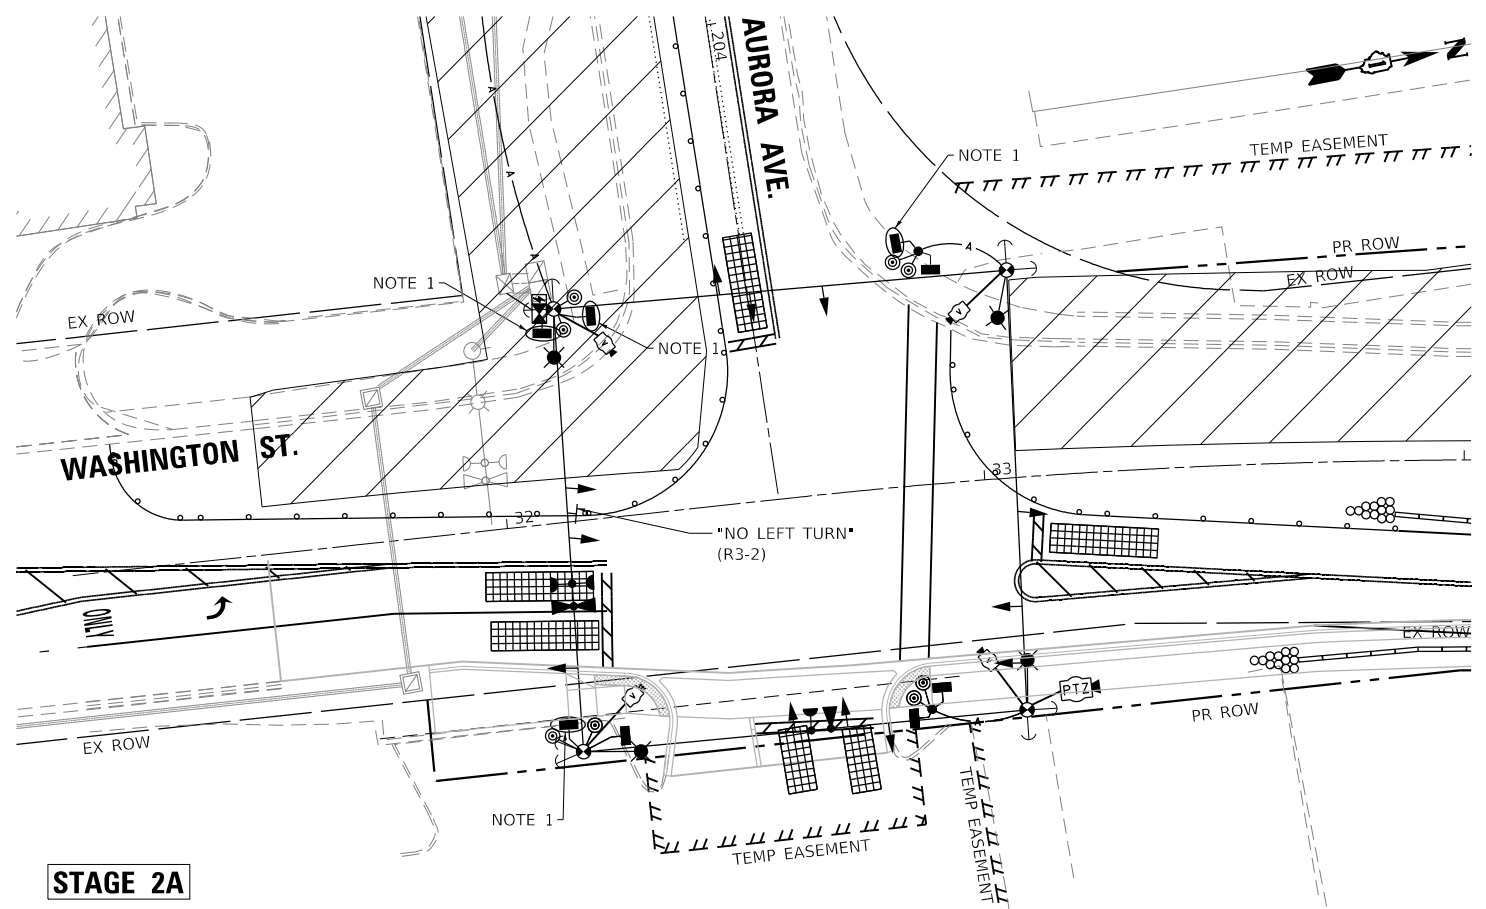 AURORA AVE.
204
N
NOTE 1
TEMP EASEMENT
PR ROW
EX ROW
A
A
A
A
NOTE 1
EX ROW
NOTE 1
V
V
WASHINGTON ST.
33
32
"NO LEFT TURN"
(R3-2)
ONLY
EX ROW
V
V
PTZ
PR ROW
EX ROW
A
NOTE 1
TEMP EASEMENT
TEMP EASEMENT
STAGE 2A